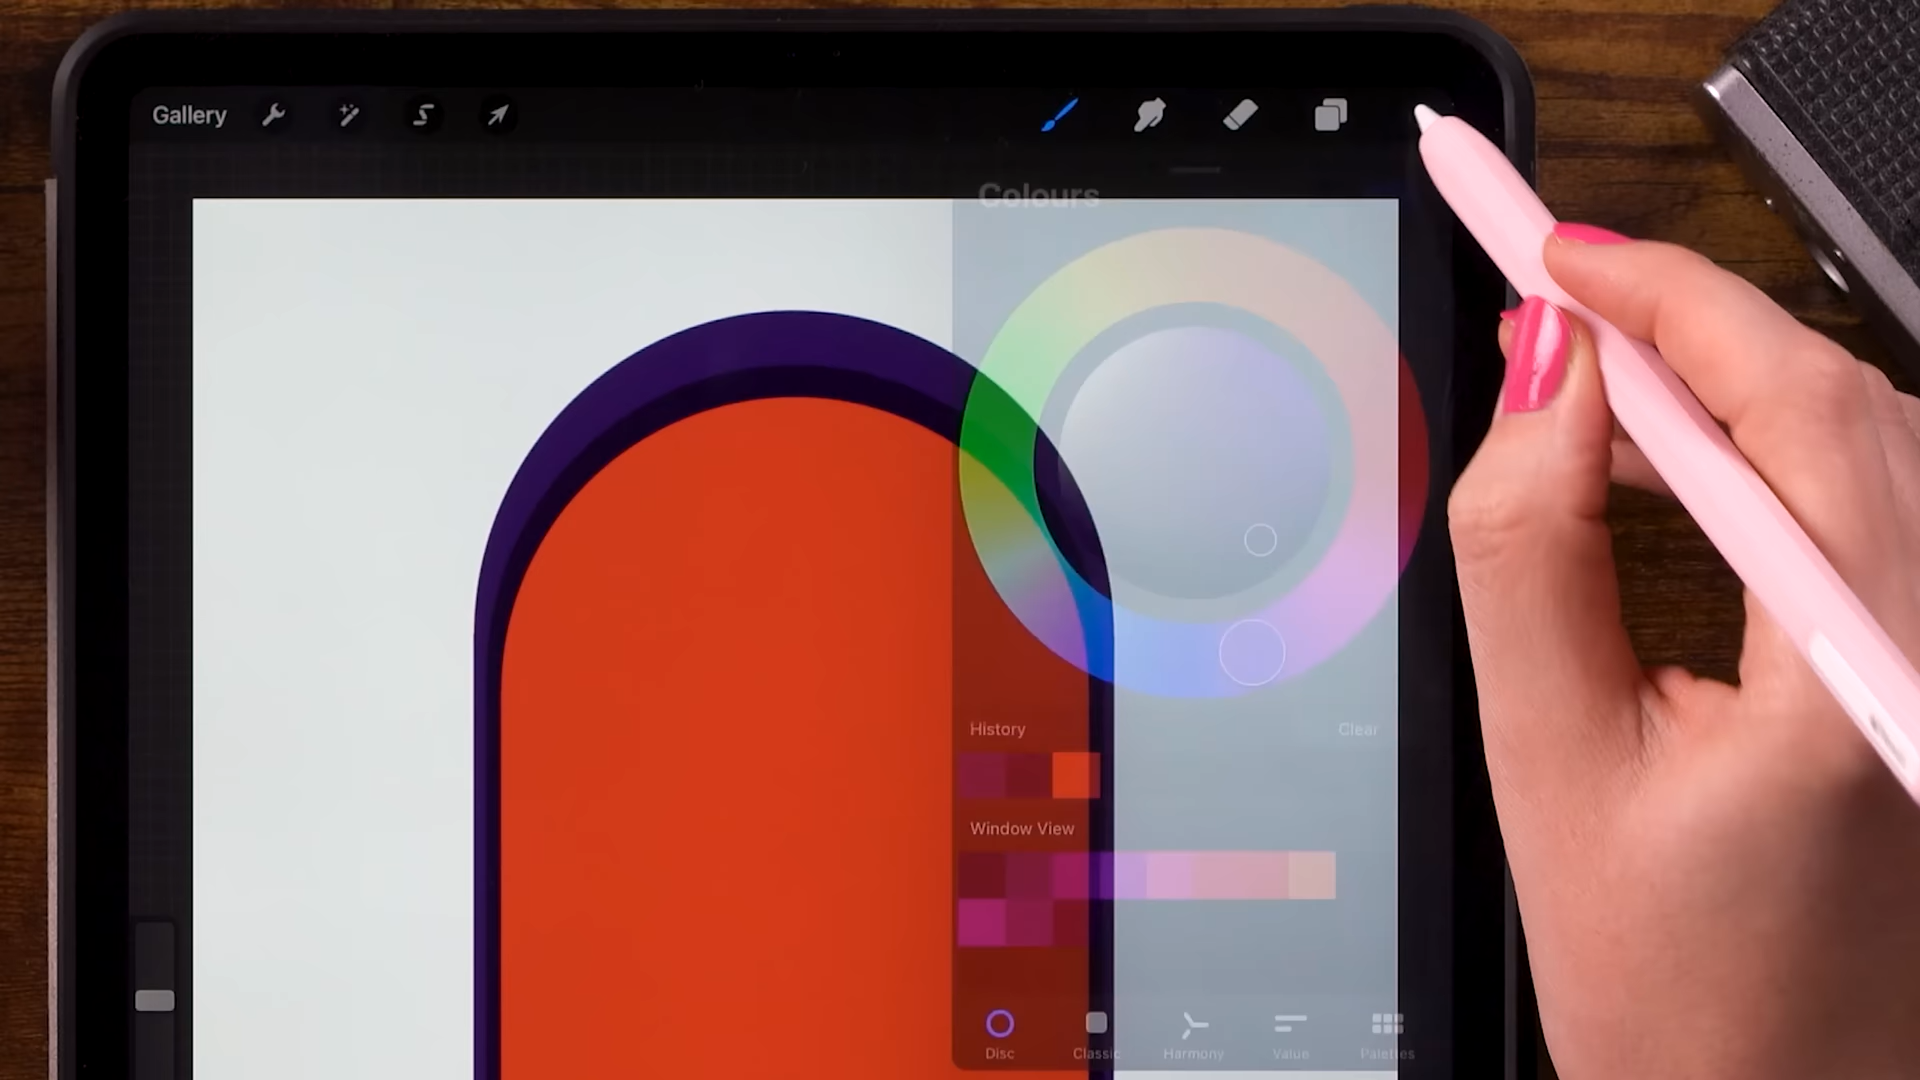 Gallery
Colours
History
Clear
Window View
Disc
Classic
Harmony
Value
Palettes